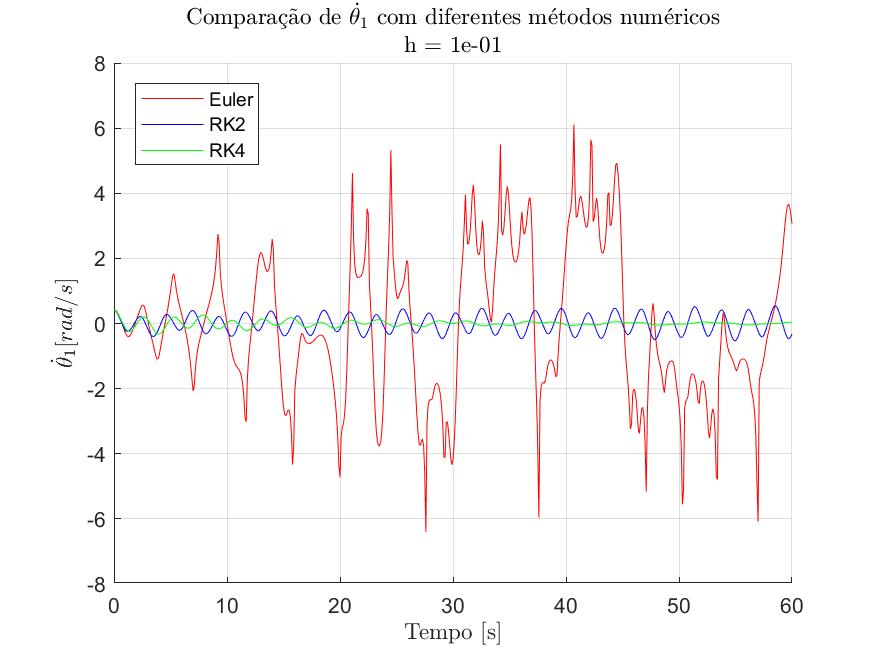 Comparação de θ̇₁ com diferentes métodos numéricos
h = 1e-01
8
6
4
2
0
-2
-4
-6
-8
θ̇₁[rad/s]
Euler
RK2
RK4
0 10 20 30 40 50 60
Tempo [s]